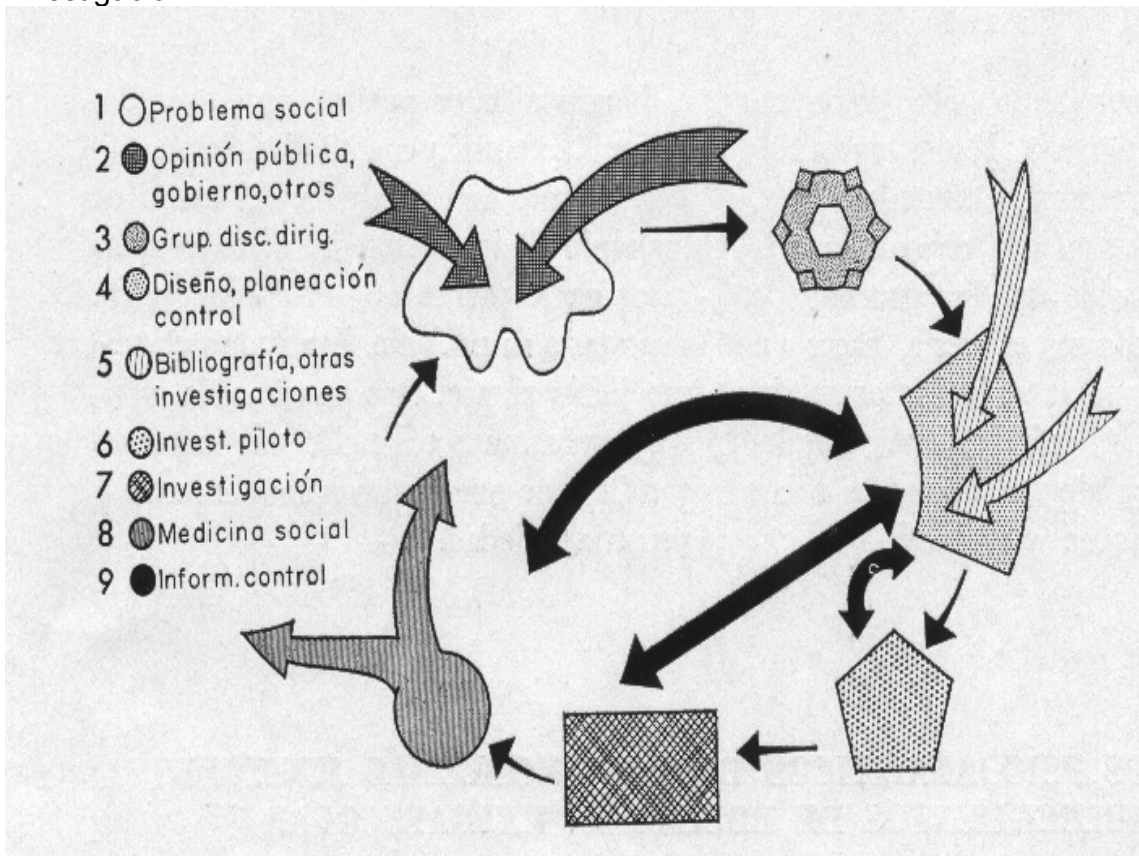 1 Problema social
2 Opinión pública,
gobierno, otros
3 Grup. disc. dirig.
4 Diseño, planeación
control
5 Bibliografía, otras
investigaciones
6 Invest. piloto
7 Investigación
8 Medicina social
9 Inform. control